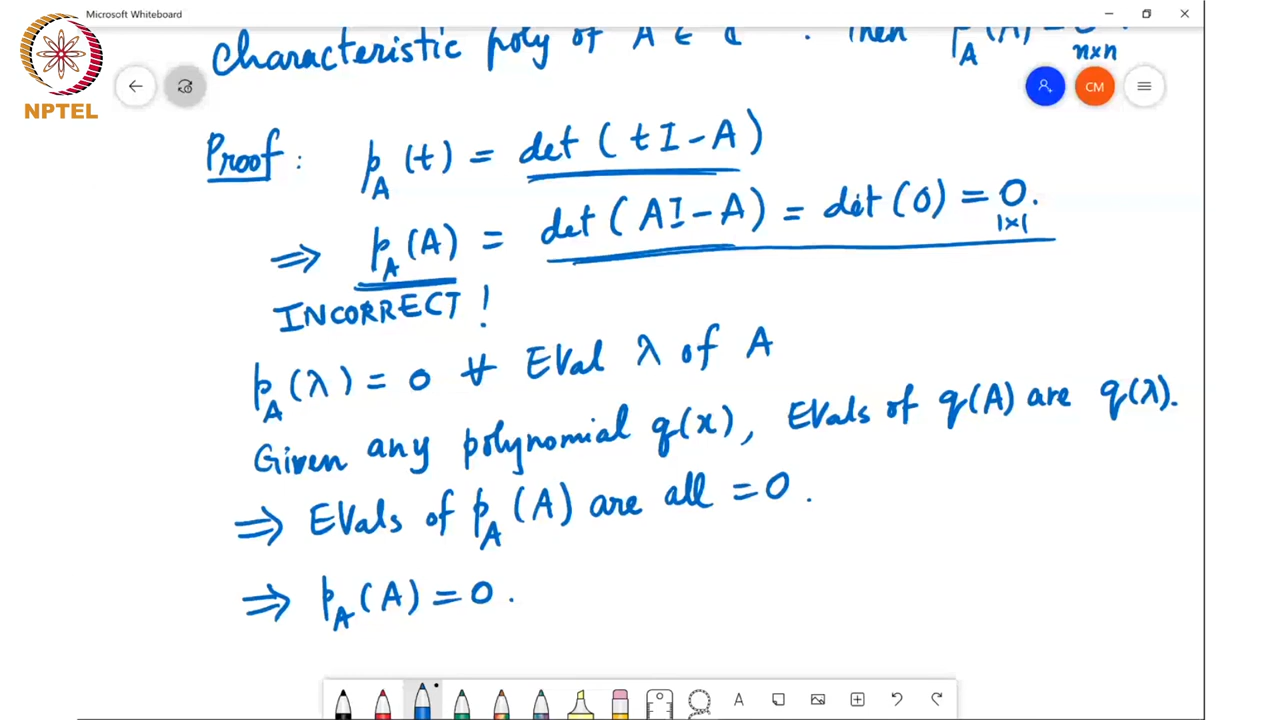 Microsoft Whiteboard
NPTEL
CM
characteristic poly of A ∈ ℂ . Then p_A(A) = 0 n×n
Proof : p_A(t) = det(tI-A)
⇒ p_A(A) = det(AI-A) = det(0) = 0. 1×1
INCORRECT !
p_A(λ) = 0 ∀ EVal λ of A
Given any polynomial q(x), EVals of q(A) are q(λ).
⇒ EVals of p_A(A) are all = 0.
⇒ p_A(A) = 0.
A